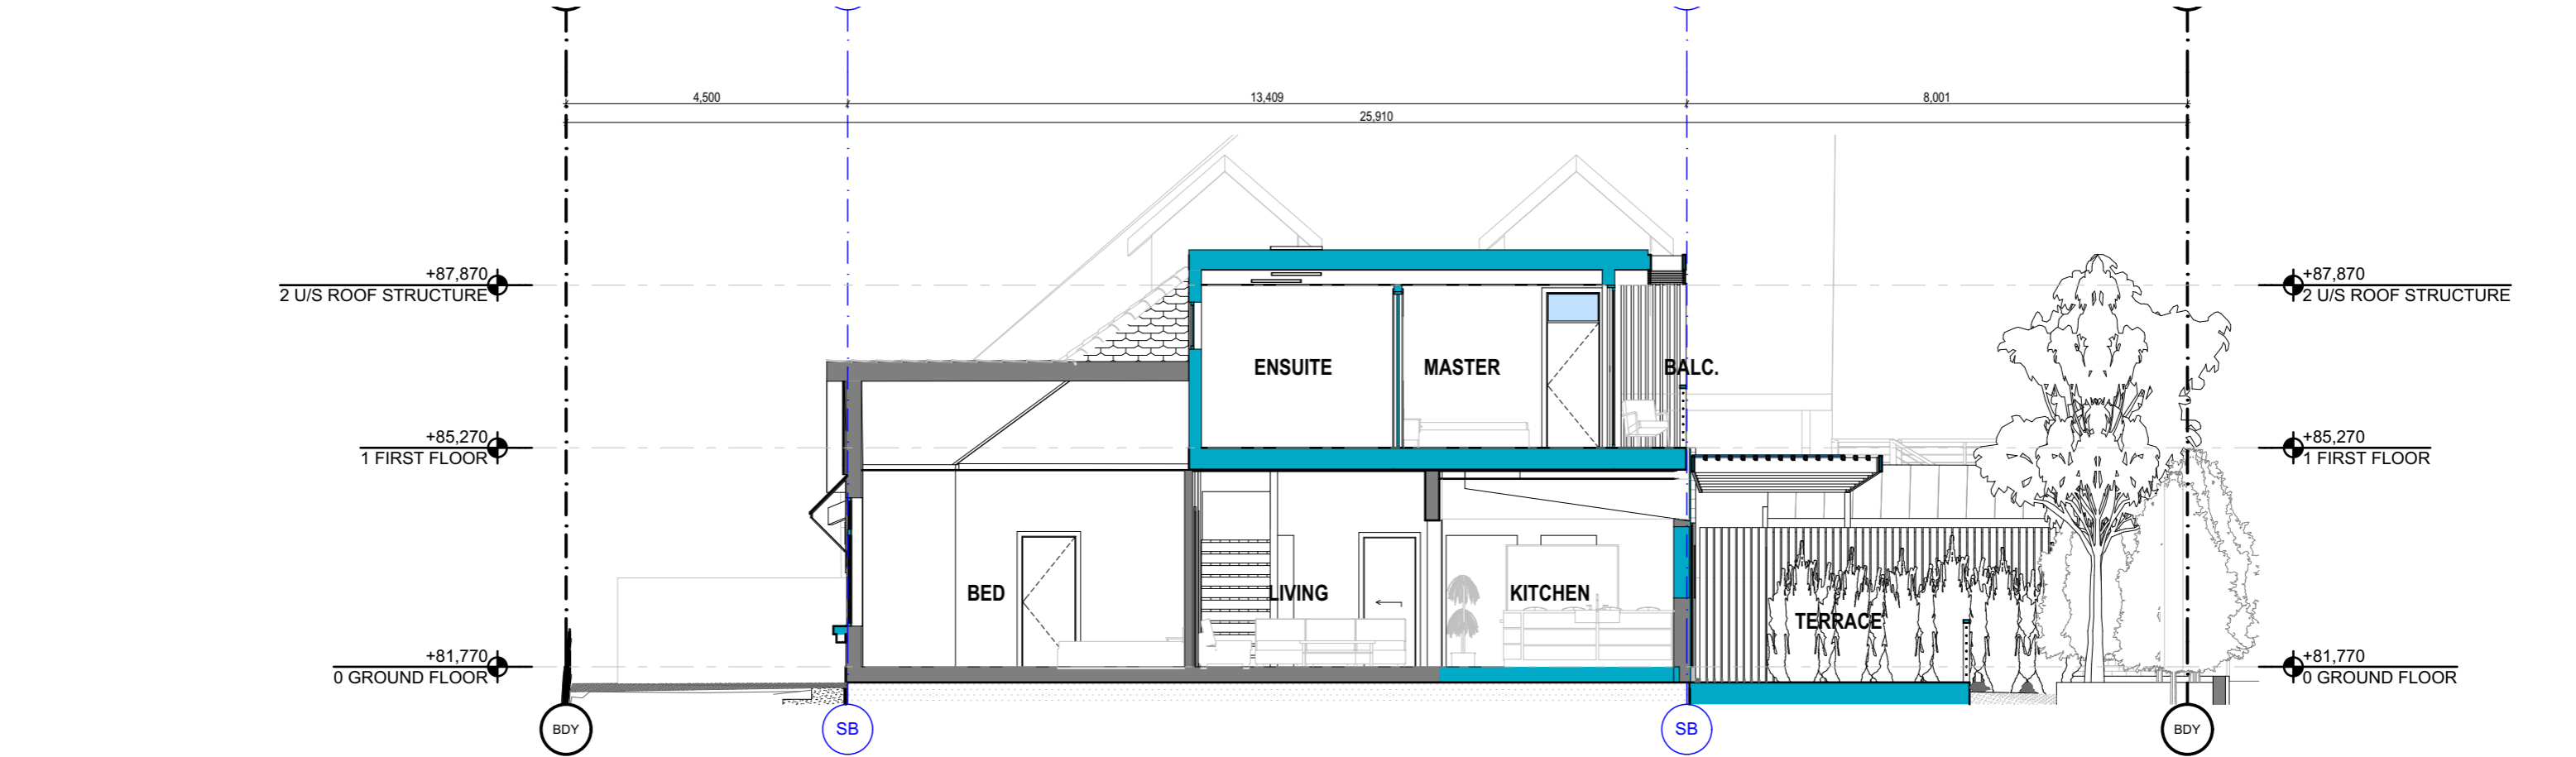 4,500
13,409
8,001
25,910
+87,870
2 U/S ROOF STRUCTURE
+87,870
2 U/S ROOF STRUCTURE
ENSUITE
MASTER
BALC.
+85,270
1 FIRST FLOOR
+85,270
1 FIRST FLOOR
BED
LIVING
KITCHEN
TERRACE
+81,770
0 GROUND FLOOR
+81,770
0 GROUND FLOOR
BDY
SB
SB
BDY